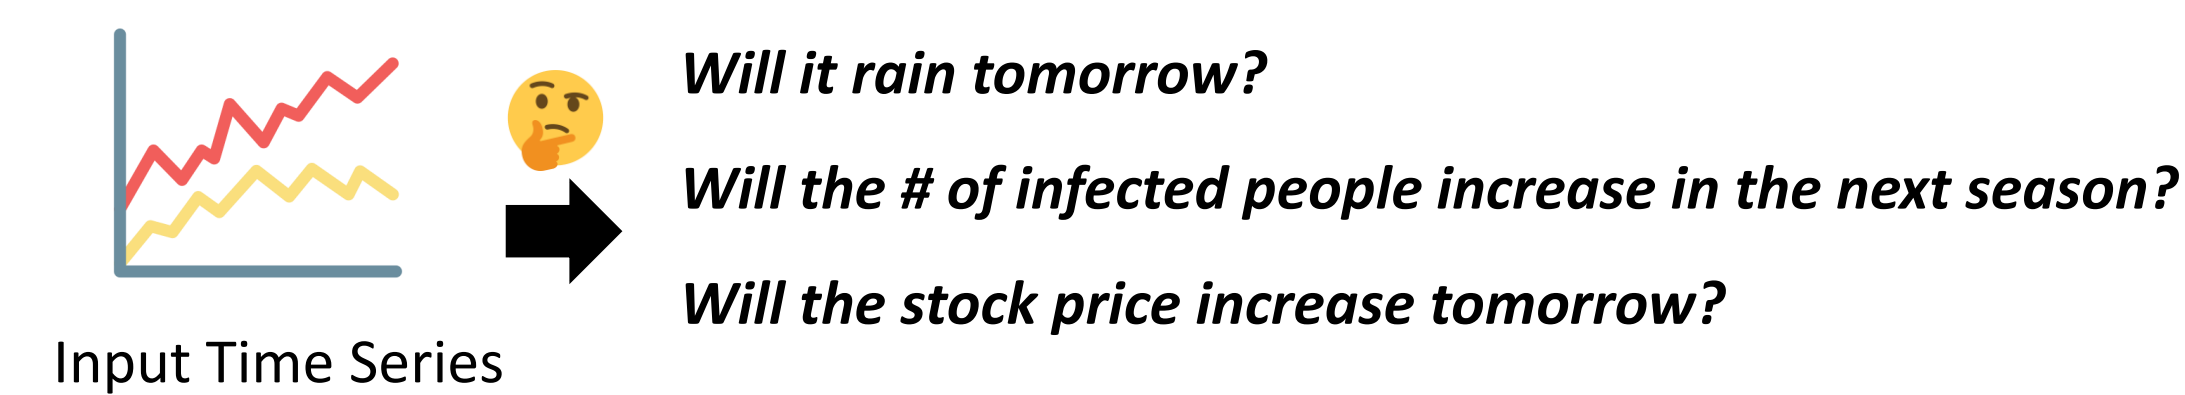 Will it rain tomorrow?
Will the # of infected people increase in the next season?
Will the stock price increase tomorrow?
Input Time Series